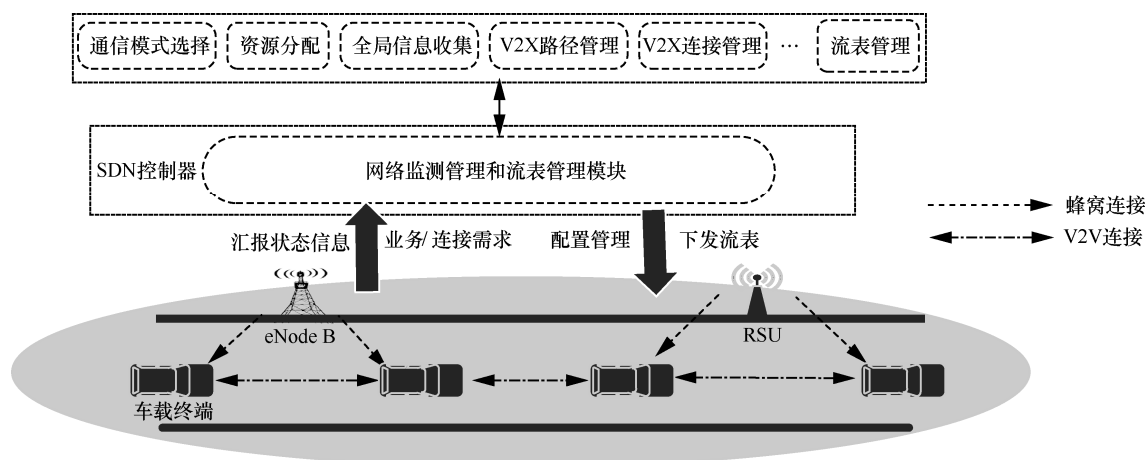 通信模式选择 资源分配 全局信息收集 V2X路径管理 V2X连接管理 … 流表管理
SDN控制器 网络监测管理和流表管理模块
蜂窝连接
汇报状态信息 业务/连接需求 配置管理 下发流表
V2V连接
eNode B
RSU
车载终端